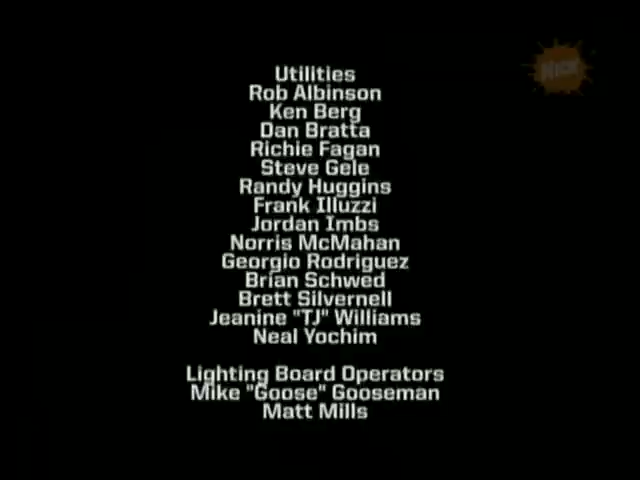 NICK
Utilities
Rob Albinson
Ken Berg
Dan Bratta
Richie Fagan
Steve Gele
Randy Huggins
Frank Illuzzi
Jordan Imbs
Norris McMahan
Georgio Rodriguez
Brian Schwed
Brett Silvernell
Jeanine "TJ" Williams
Neal Yochim
Lighting Board Operators
Mike "Goose" Gooseman
Matt Mills